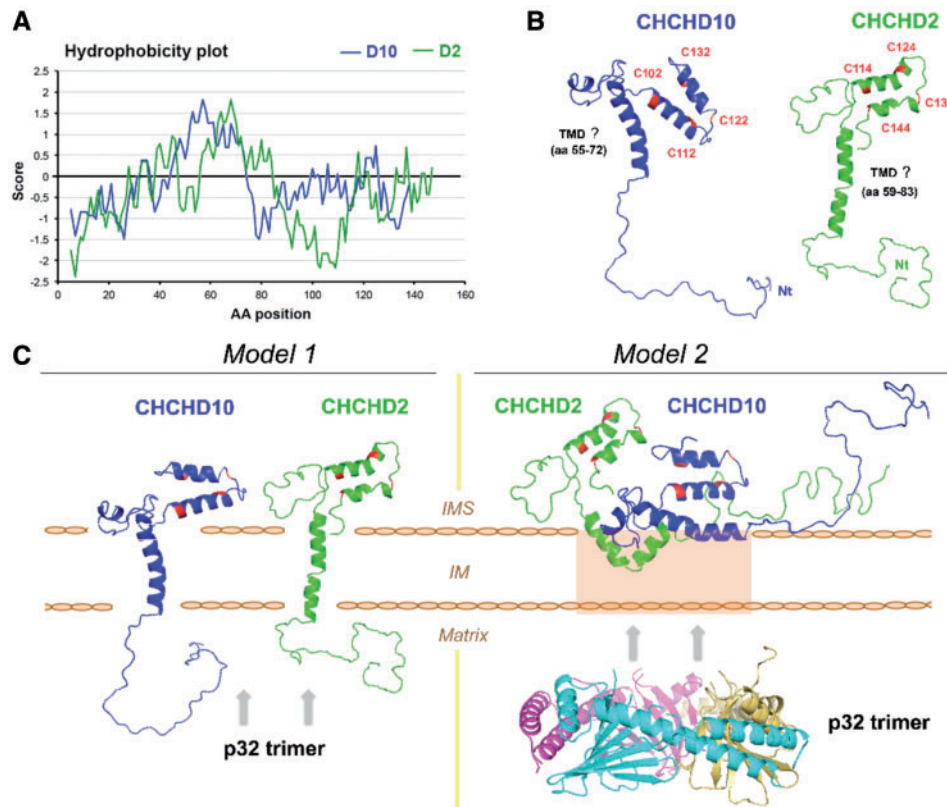 A
Hydrophobicity plot
D10
D2
2.5
2
1.5
1
0.5
0
-0.5
-1
-1.5
-2
-2.5
Score
0
20
40
60
80
100
120
140
160
AA position
B
CHCHD10
CHCHD2
C132
C102
C122
C112
TMD ?
(aa 55-72)
Nt
C124
C114
C13
C144
TMD ?
(aa 59-83)
Nt
C
Model 1
Model 2
CHCHD10
CHCHD2
CHCHD2
CHCHD10
IMS
IM
Matrix
p32 trimer
p32 trimer